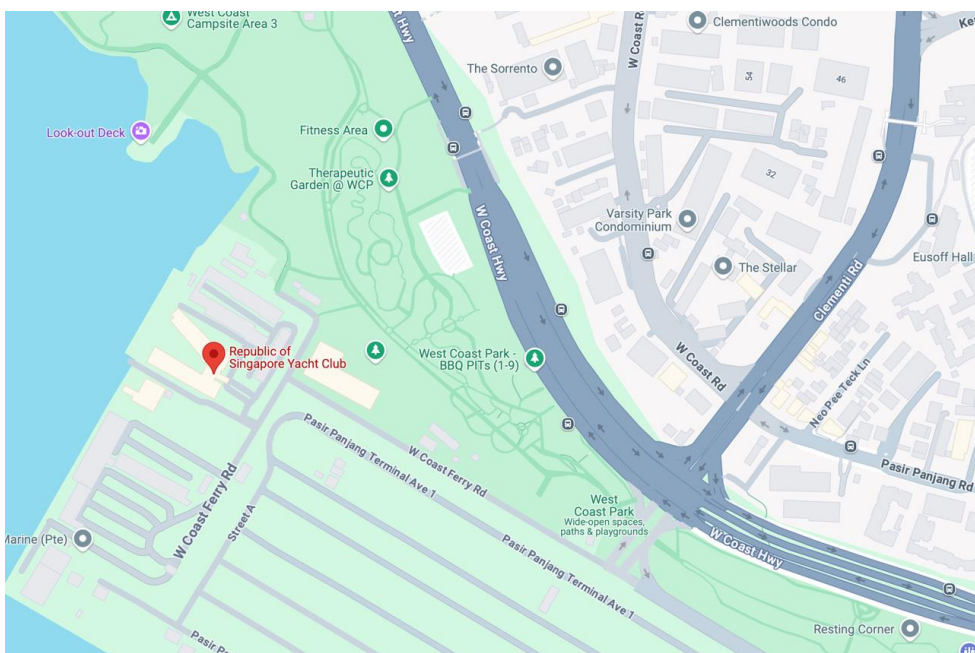 West Coast
Campsite Area 3
Hwy
Clementiwoods Condo
W Coast Rd
The Sorrento
54
46
Look-out Deck
Fitness Area
Therapeutic
Garden @ WCP
32
W Coast Hwy
Varsity Park
Condominium
Eusoff Hall
The Stellar
Clementi Rd
Republic of
Singapore Yacht Club
West Coast Park -
BBQ PITs (1-9)
W Coast Rd
Neo Pee Teck Ln
Pasir Panjang Terminal Ave 1
W Coast Ferry Rd
Pasir Panjang Rd
W Coast Ferry Rd
Street A
West
Coast Park
Wide-open spaces,
paths & playgrounds
Marine (Pte)
Pasir Panjang Terminal Ave 1
W Coast Hwy
Resting Corner
Pasir Pa